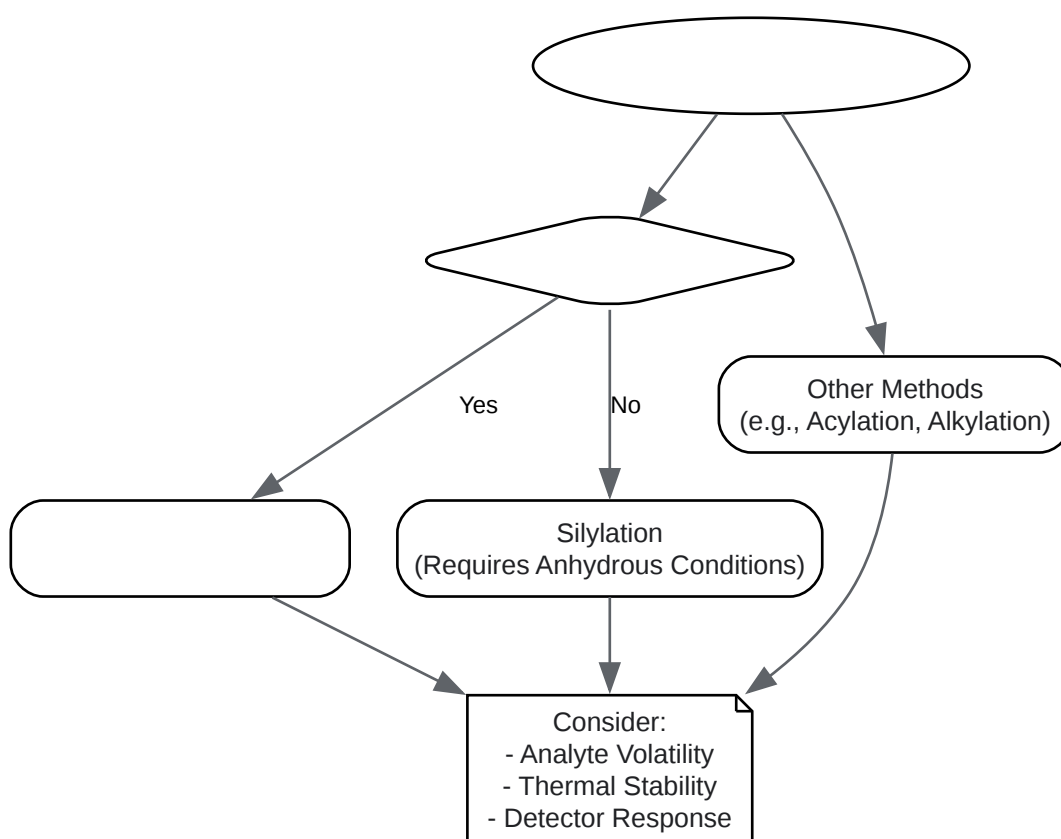 Other Methods
(e.g., Acylation, Alkylation)
Yes
No
Silylation
(Requires Anhydrous Conditions)
Consider:
- Analyte Volatility
- Thermal Stability
- Detector Response